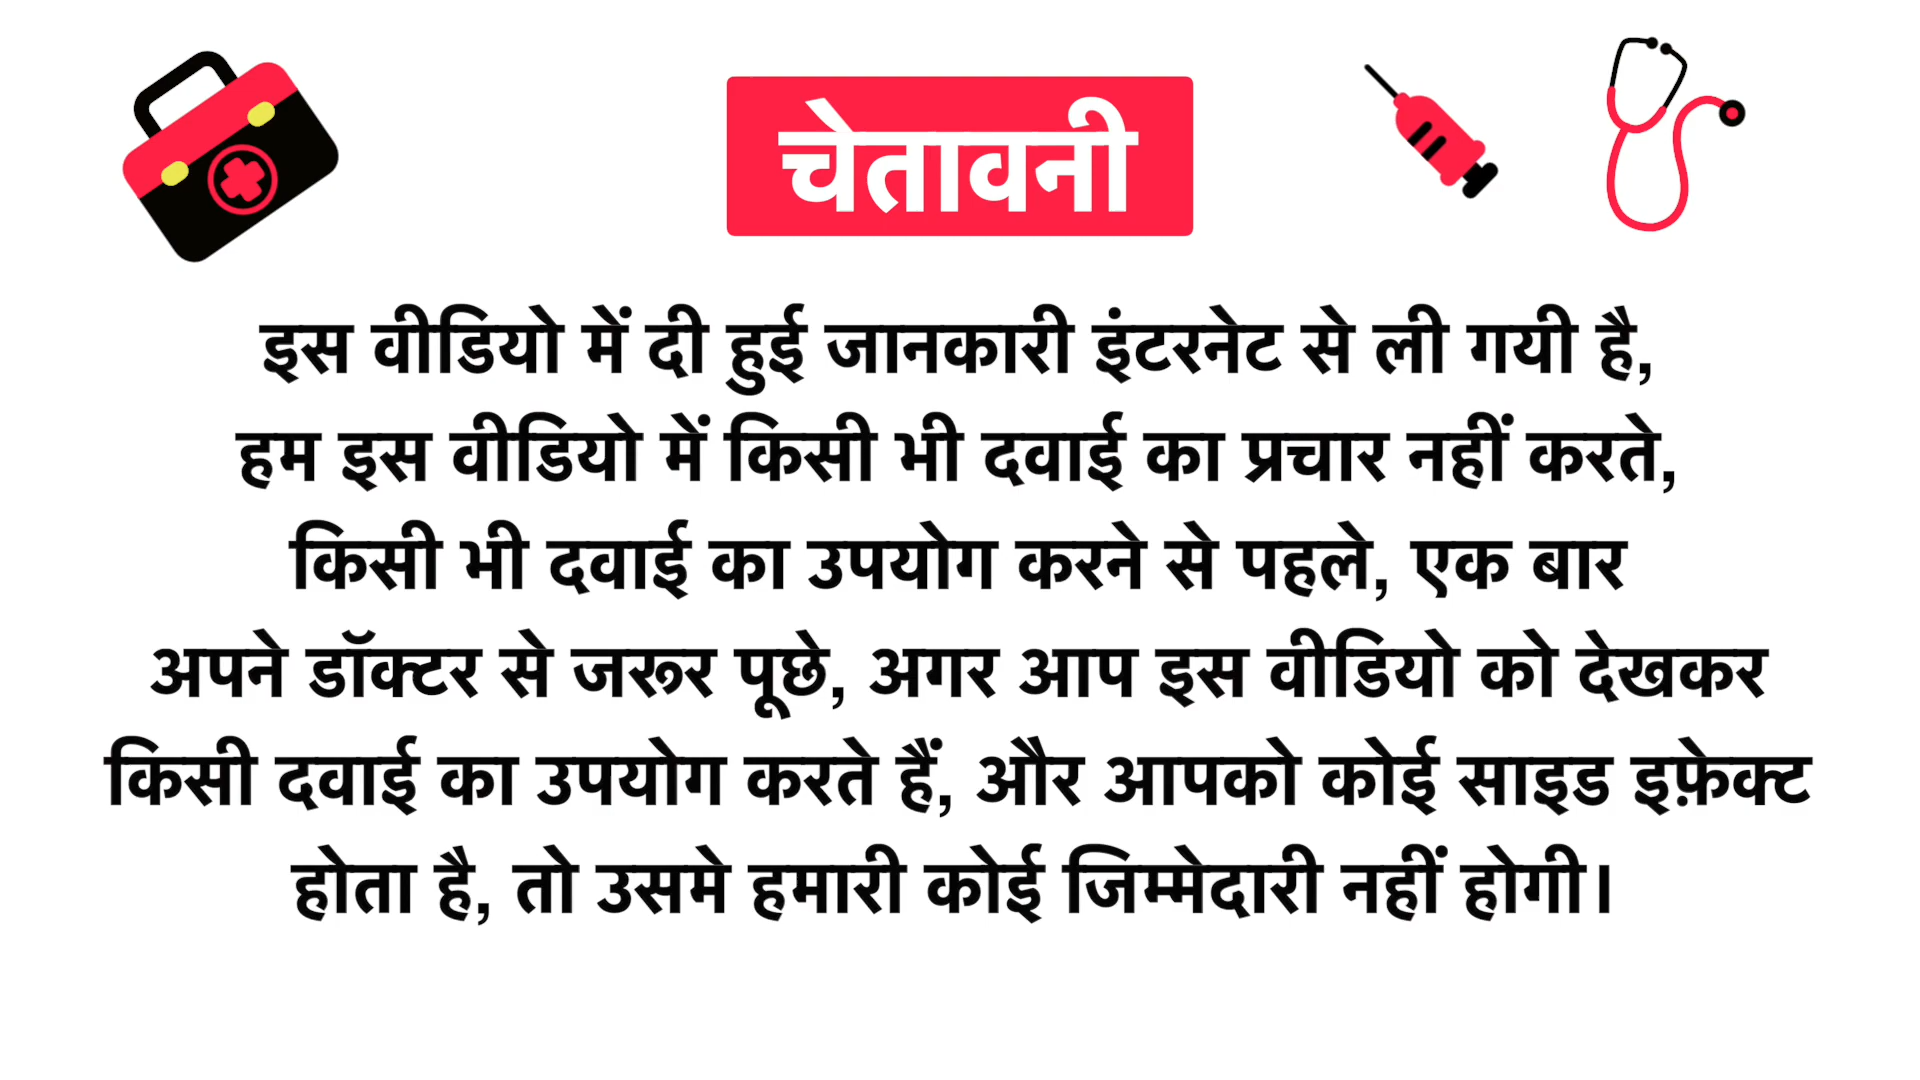 चेतावनी
इस वीडियो में दी हुई जानकारी इंटरनेट से ली गयी है,
हम इस वीडियो में किसी भी दवाई का प्रचार नहीं करते,
किसी भी दवाई का उपयोग करने से पहले, एक बार
अपने डॉक्टर से जरूर पूछे, अगर आप इस वीडियो को देखकर
किसी दवाई का उपयोग करते हैं, और आपको कोई साइड इफ़ेक्ट
होता है, तो उसमे हमारी कोई जिम्मेदारी नहीं होगी।